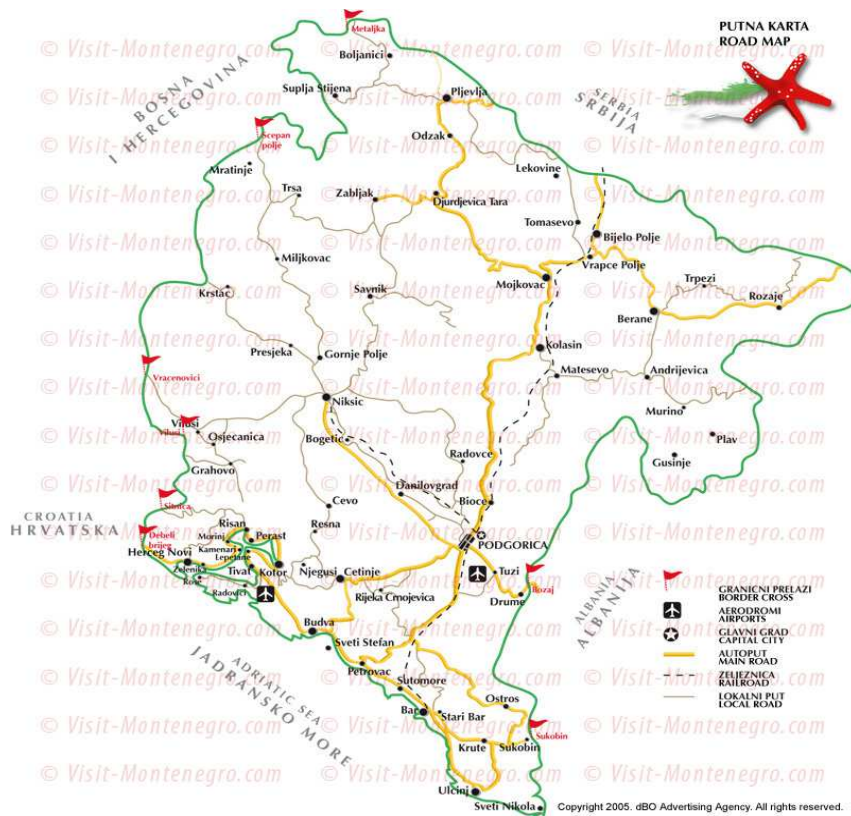 PUTNA KARTA
ROAD MAP
© Visit-Montenegro.com
BOSNA
I HERCEGOVINA
SERBIA
SRBIJA
Metaljka
Boljanici
Suplja Stijena
Pljevlja
Odzak
Scepan
polje
Mratinje
Trsa
Zabljak
Djurdjevica Tara
Lekovine
Tomasevo
Bijelo Polje
Vrapce Polje
Miljkovac
Savnik
Mojkovac
Trpezi
Rozaje
Krstac
Berane
Presjeka
Gornje Polje
Kolasin
Matesevo
Andrijevica
Vracenovici
Niksic
Murino
Vilusi
Vilusi
Osjecanica
Bogetic
Plav
Gusinje
Grahovo
Radovce
Danilovgrad
Sitnica
Cevo
Bioce
CROATIA
HRVATSKA
Debeli
brijeg
Risan
Perast
Resna
Morinj
Kamenari
Lepetane
Herceg Novi
Zelenika
Rose
Tivat
Kotor
Radovici
Njegusi
Cetinje
PODGORICA
Tuzi
Bozaj
Drume
Rijeka Crnojevica
Budva
Sveti Stefan
Petrovac
Sutomore
ADRIATIC SEA
JADRANSKO MORE
Bar
Stari Bar
Ostros
Krute
Sukobin
Sukobin
Ulcinj
Sveti Nikola
ALBANIA
ALBANIJA
GRANICNI PRELAZI
BORDER CROSS
AERODROMI
AIRPORTS
GLAVNI GRAD
CAPITAL CITY
AUTOPUT
MAIN ROAD
ZELJEZNICA
RAILROAD
LOKALNI PUT
LOCAL ROAD
Copyright 2005. dBO Advertising Agency. All rights reserved.